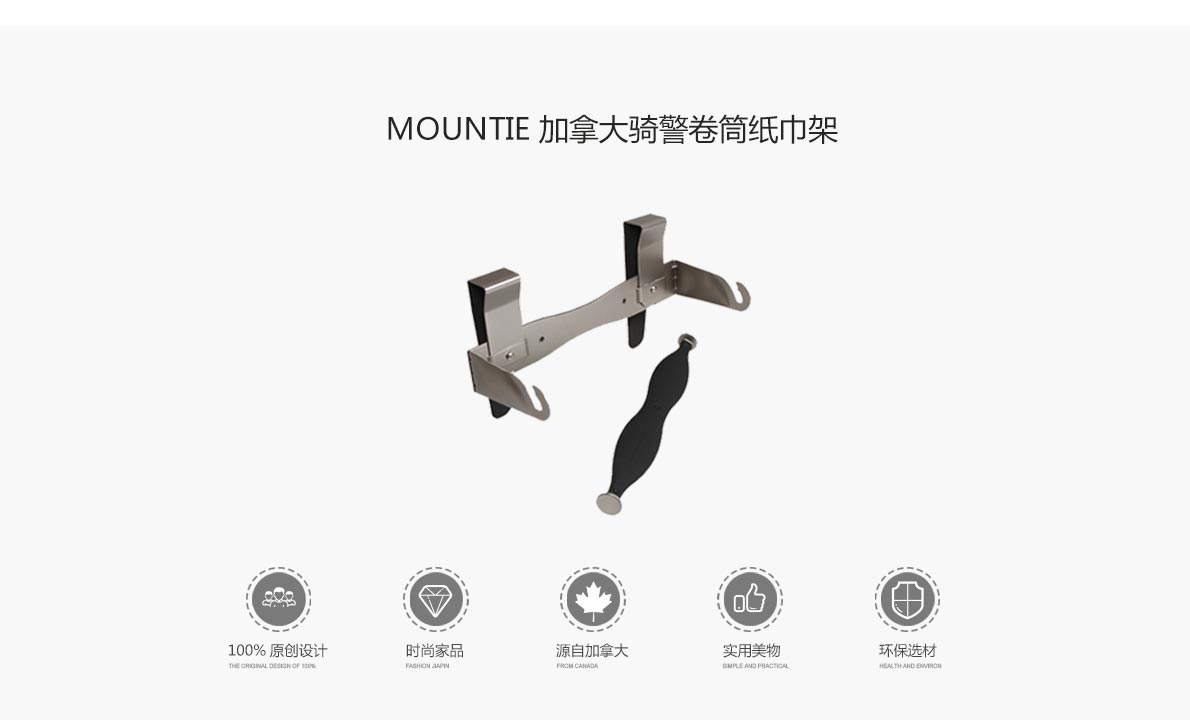 MOUNTIE 加拿大骑警卷筒纸巾架
100% 原创设计
THE ORIGINAL DESIGN OF 100%
时尚家品
FASHION JIAPIN
源自加拿大
FROM CANADA
实用美物
SIMPLE AND PRACTICAL
环保选材
HEALTH AND ENVIRON